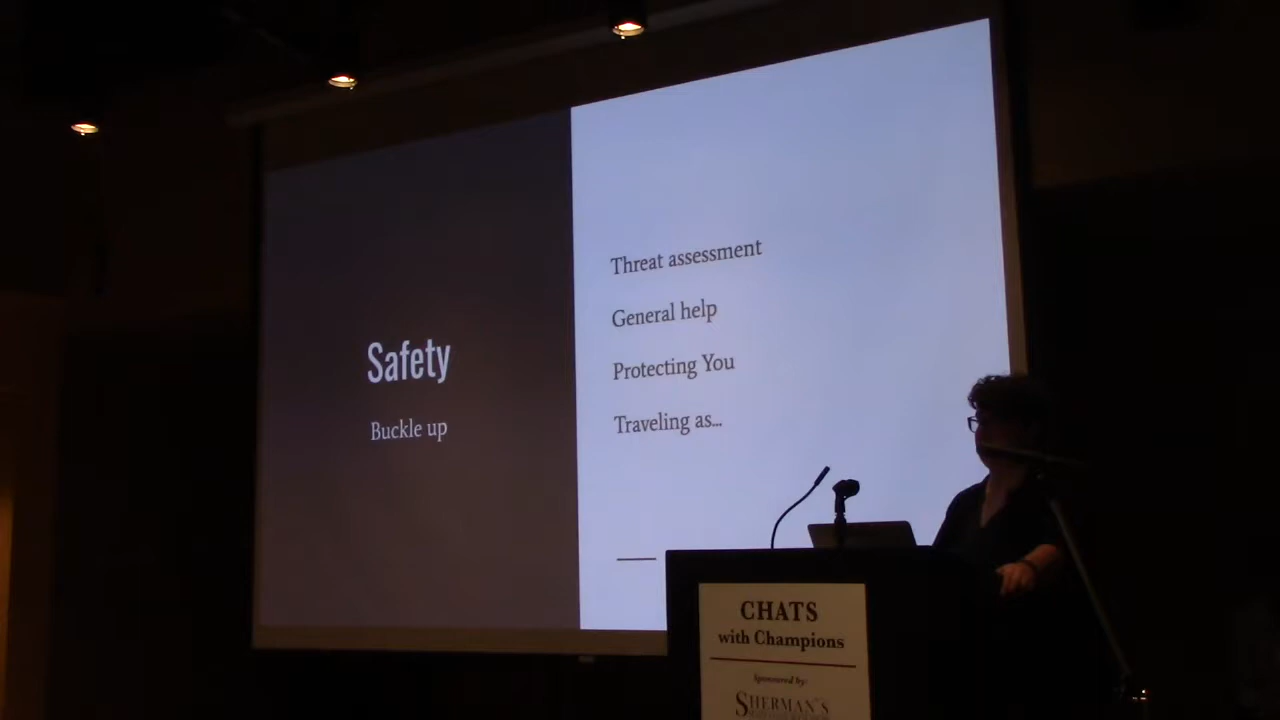 Safety
Buckle up
Threat assessment
General help
Protecting You
Traveling as...
CHATS
with Champions
Sponsored by:
SHERMAN'S